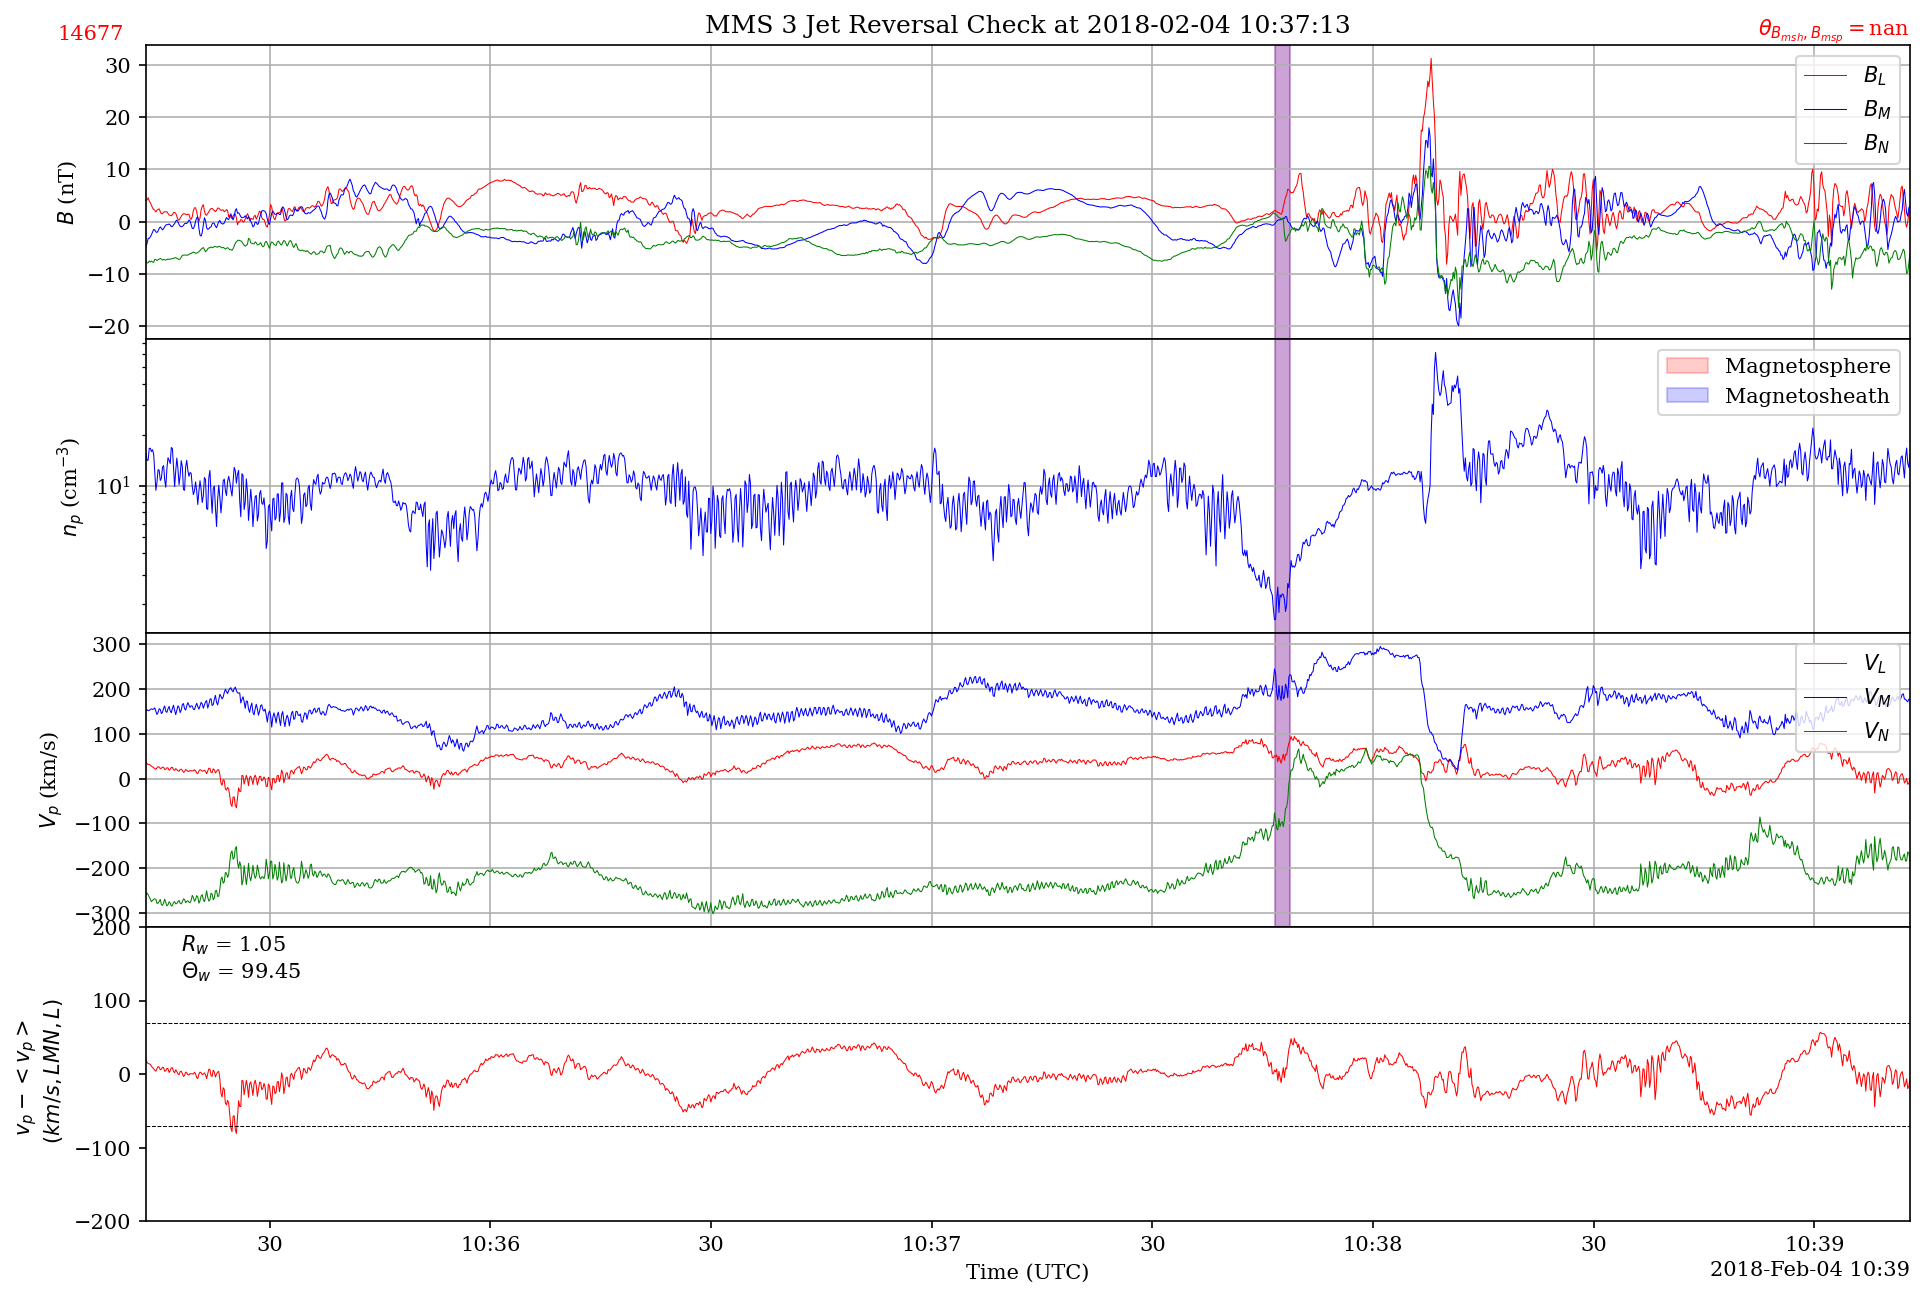 MMS 3 Jet Reversal Check at 2018-02-04 10:37:13
14677
θ_{B_{msh}, B_{msp}} = nan
B (nT)
30
20
10
0
−10
−20
B_L
B_M
B_N
n_p (cm^{−3})
10^1
Magnetosphere
Magnetosheath
V_p (km/s)
300
200
100
0
−100
−200
−300
V_L
V_M
V_N
v_p − < v_p >
(km/s, LMN, L)
200
100
0
−100
−200
R_w = 1.05
Θ_w = 99.45
30 10:36 30 10:37 30 10:38 30 10:39
Time (UTC)
2018-Feb-04 10:39